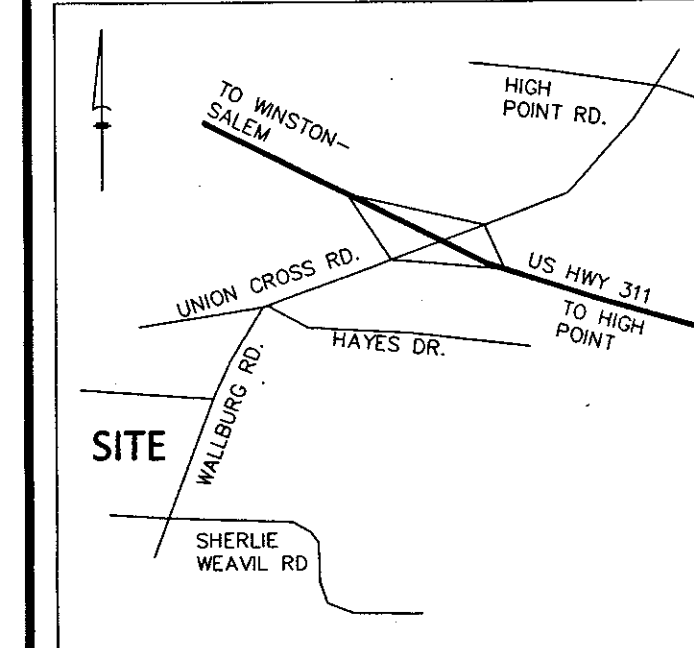 HIGH
POINT RD.
TO WINSTON-
SALEM
UNION CROSS RD.
US HWY 311
TO HIGH
POINT
HAYES DR.
WALLBURG RD.
SITE
SHERLIE
WEAVIL RD